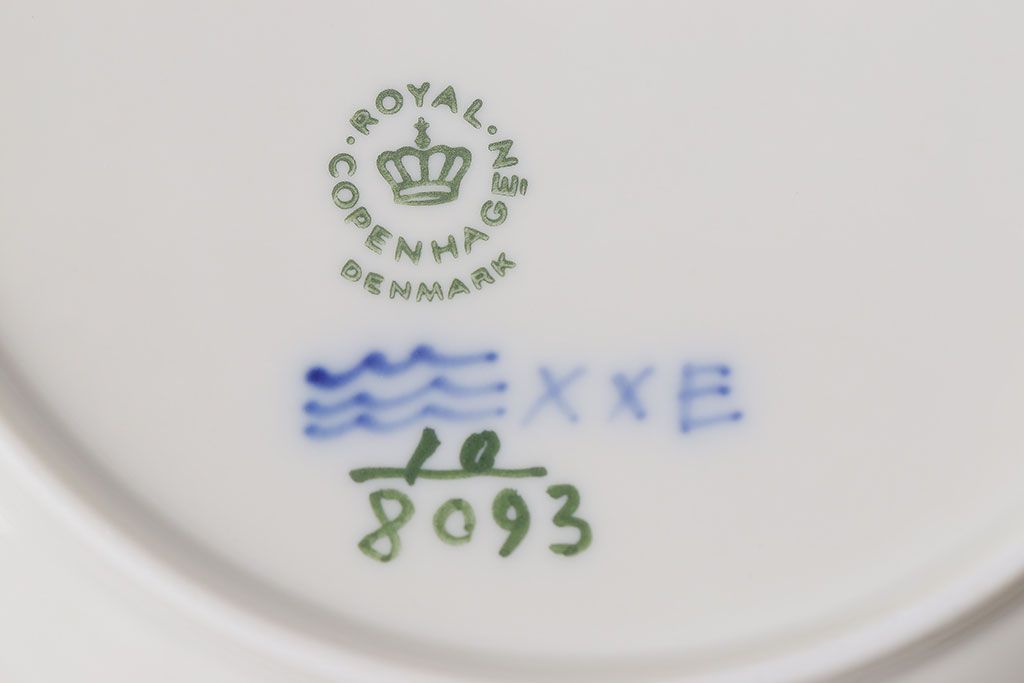 · ROYAL · COPENHAGEN
DENMARK
XXE
10
8093